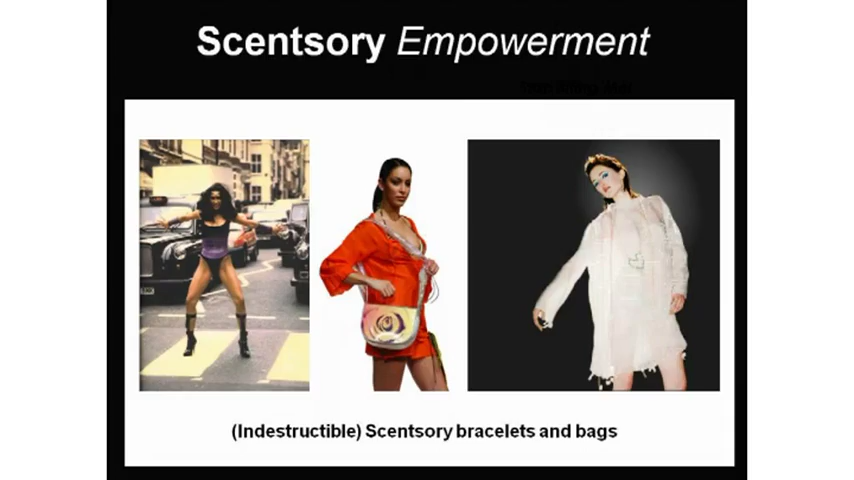 Scentsory Empowerment
(Indestructible) Scentsory bracelets and bags